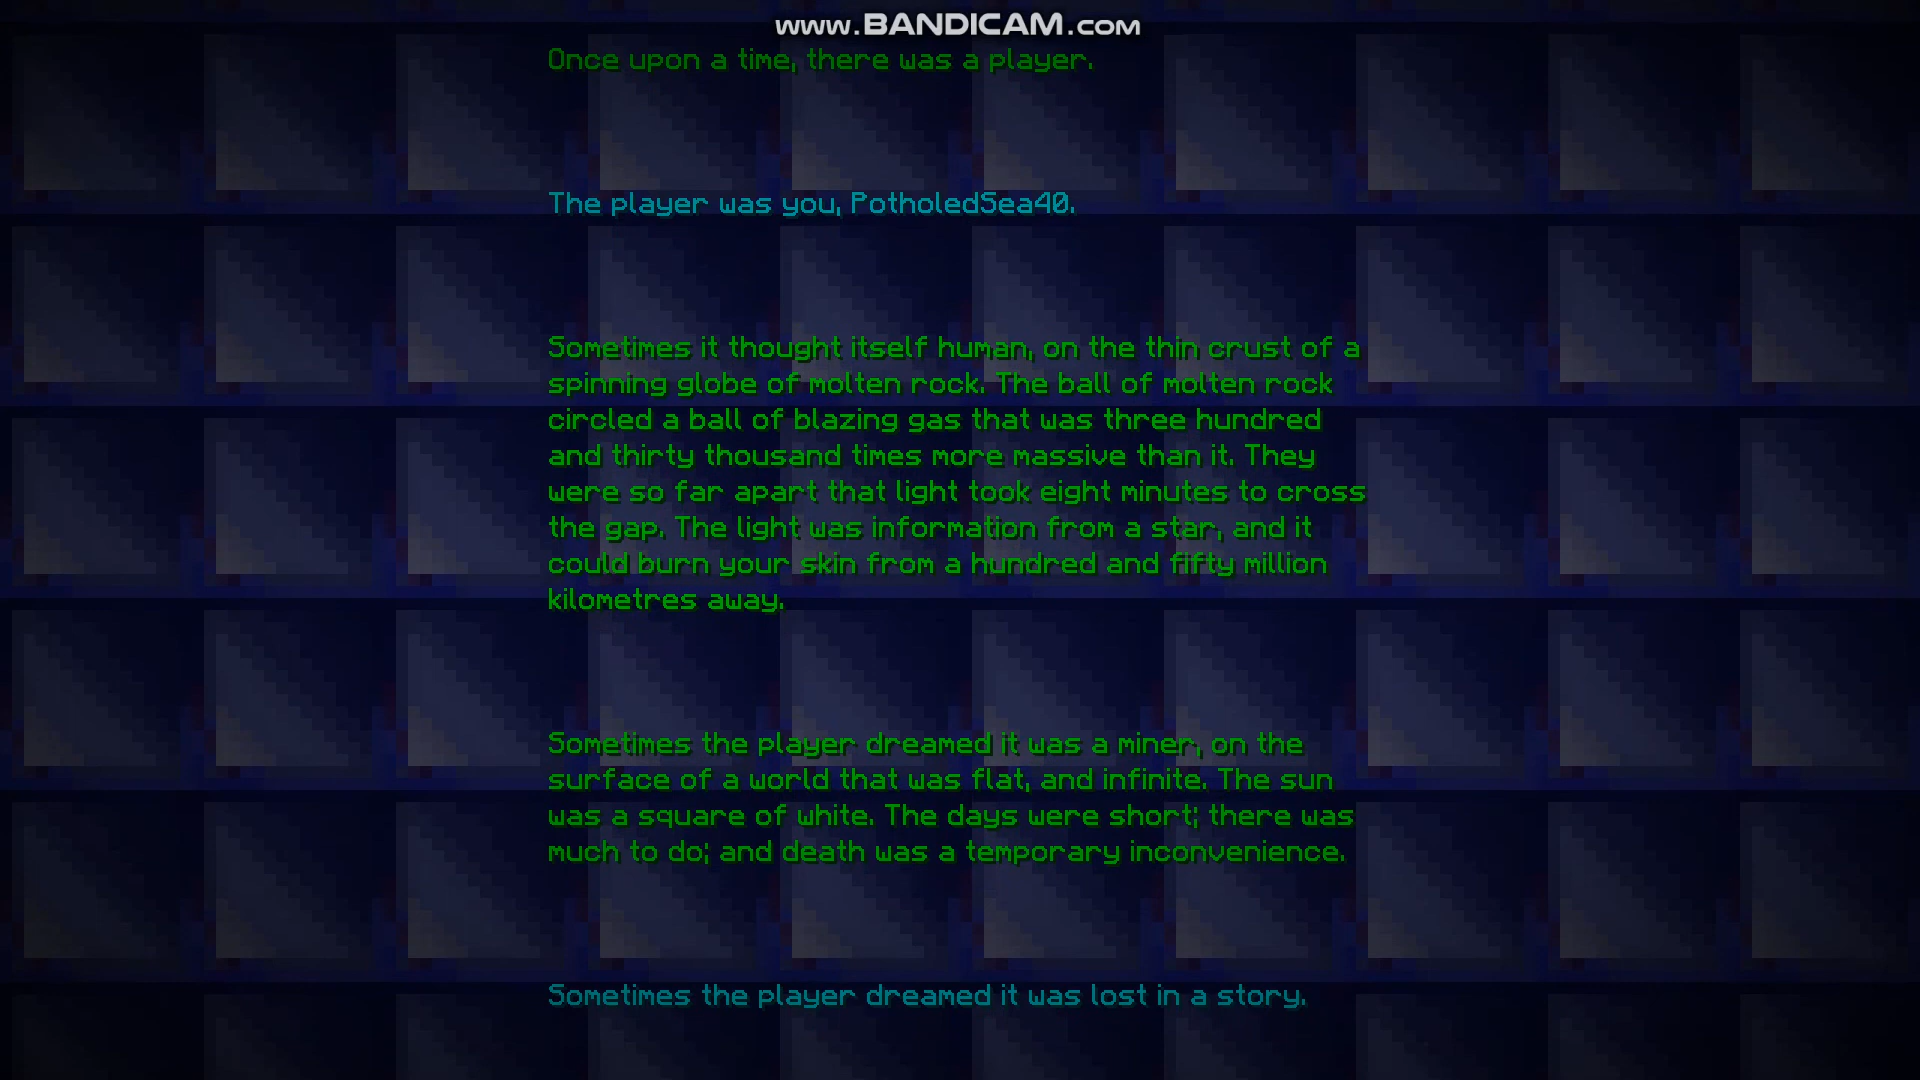 www.BANDICAM.com
Once upon a time, there was a player.
The player was you, PotholedSea40.
Sometimes it thought itself human, on the thin crust of a
spinning globe of molten rock. The ball of molten rock
circled a ball of blazing gas that was three hundred
and thirty thousand times more massive than it. They
were so far apart that light took eight minutes to cross
the gap. The light was information from a star, and it
could burn your skin from a hundred and fifty million
kilometres away.
Sometimes the player dreamed it was a miner, on the
surface of a world that was flat, and infinite. The sun
was a square of white. The days were short; there was
much to do; and death was a temporary inconvenience.
Sometimes the player dreamed it was lost in a story.